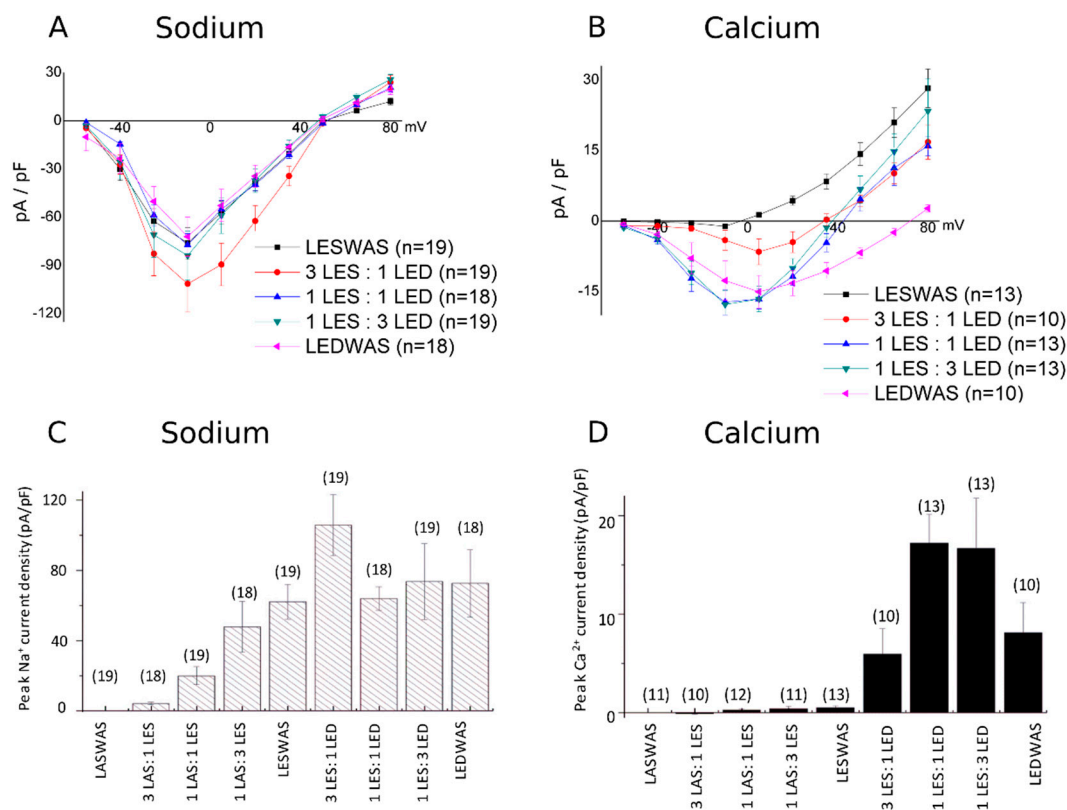 A Sodium
30
0
-30
-60
-90
-120
-40
0
40
80 mV
pA / pF
LESWAS (n=19)
3 LES : 1 LED (n=19)
1 LES : 1 LED (n=18)
1 LES : 3 LED (n=19)
LEDWAS (n=18)
B Calcium
30
15
0
-15
-40
0
40
80 mV
pA / pF
LESWAS (n=13)
3 LES : 1 LED (n=10)
1 LES : 1 LED (n=13)
1 LES : 3 LED (n=13)
LEDWAS (n=10)
C Sodium
Peak Na⁺ current density (pA/pF)
120
80
40
0
(19)
(18)
(19)
(18)
(19)
(19)
(18)
(19)
(18)
LASWAS
3 LAS: 1 LES
1 LAS: 1 LES
1 LAS: 3 LES
LESWAS
3 LES: 1 LED
1 LES: 1 LED
1 LES: 3 LED
LEDWAS
D Calcium
Peak Ca²⁺ current density (pA/pF)
20
10
0
(11)
(10)
(12)
(11)
(13)
(10)
(13)
(13)
(10)
LASWAS
3 LAS: 1 LES
1 LAS: 1 LES
1 LAS: 3 LES
LESWAS
3 LES: 1 LED
1 LES: 1 LED
1 LES: 3 LED
LEDWAS